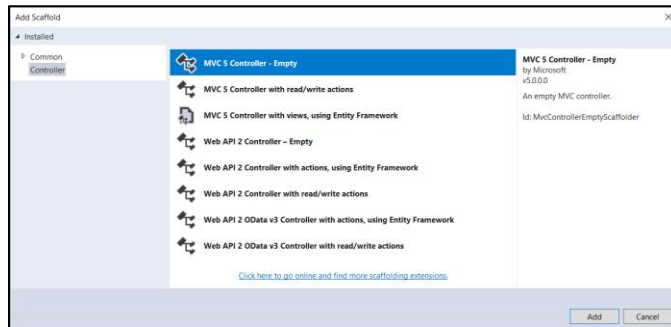 Add Scaffold
Installed
Common
Controller
MVC 5 Controller - Empty
MVC 5 Controller with read/write actions
MVC 5 Controller with views, using Entity Framework
Web API 2 Controller – Empty
Web API 2 Controller with actions, using Entity Framework
Web API 2 Controller with read/write actions
Web API 2 OData v3 Controller with actions, using Entity Framework
Web API 2 OData v3 Controller with read/write actions
Click here to go online and find more scaffolding extensions.
MVC 5 Controller - Empty
by Microsoft
v5.0.0.0
An empty MVC controller.
Id: MvcControllerEmptyScaffolder
Add
Cancel